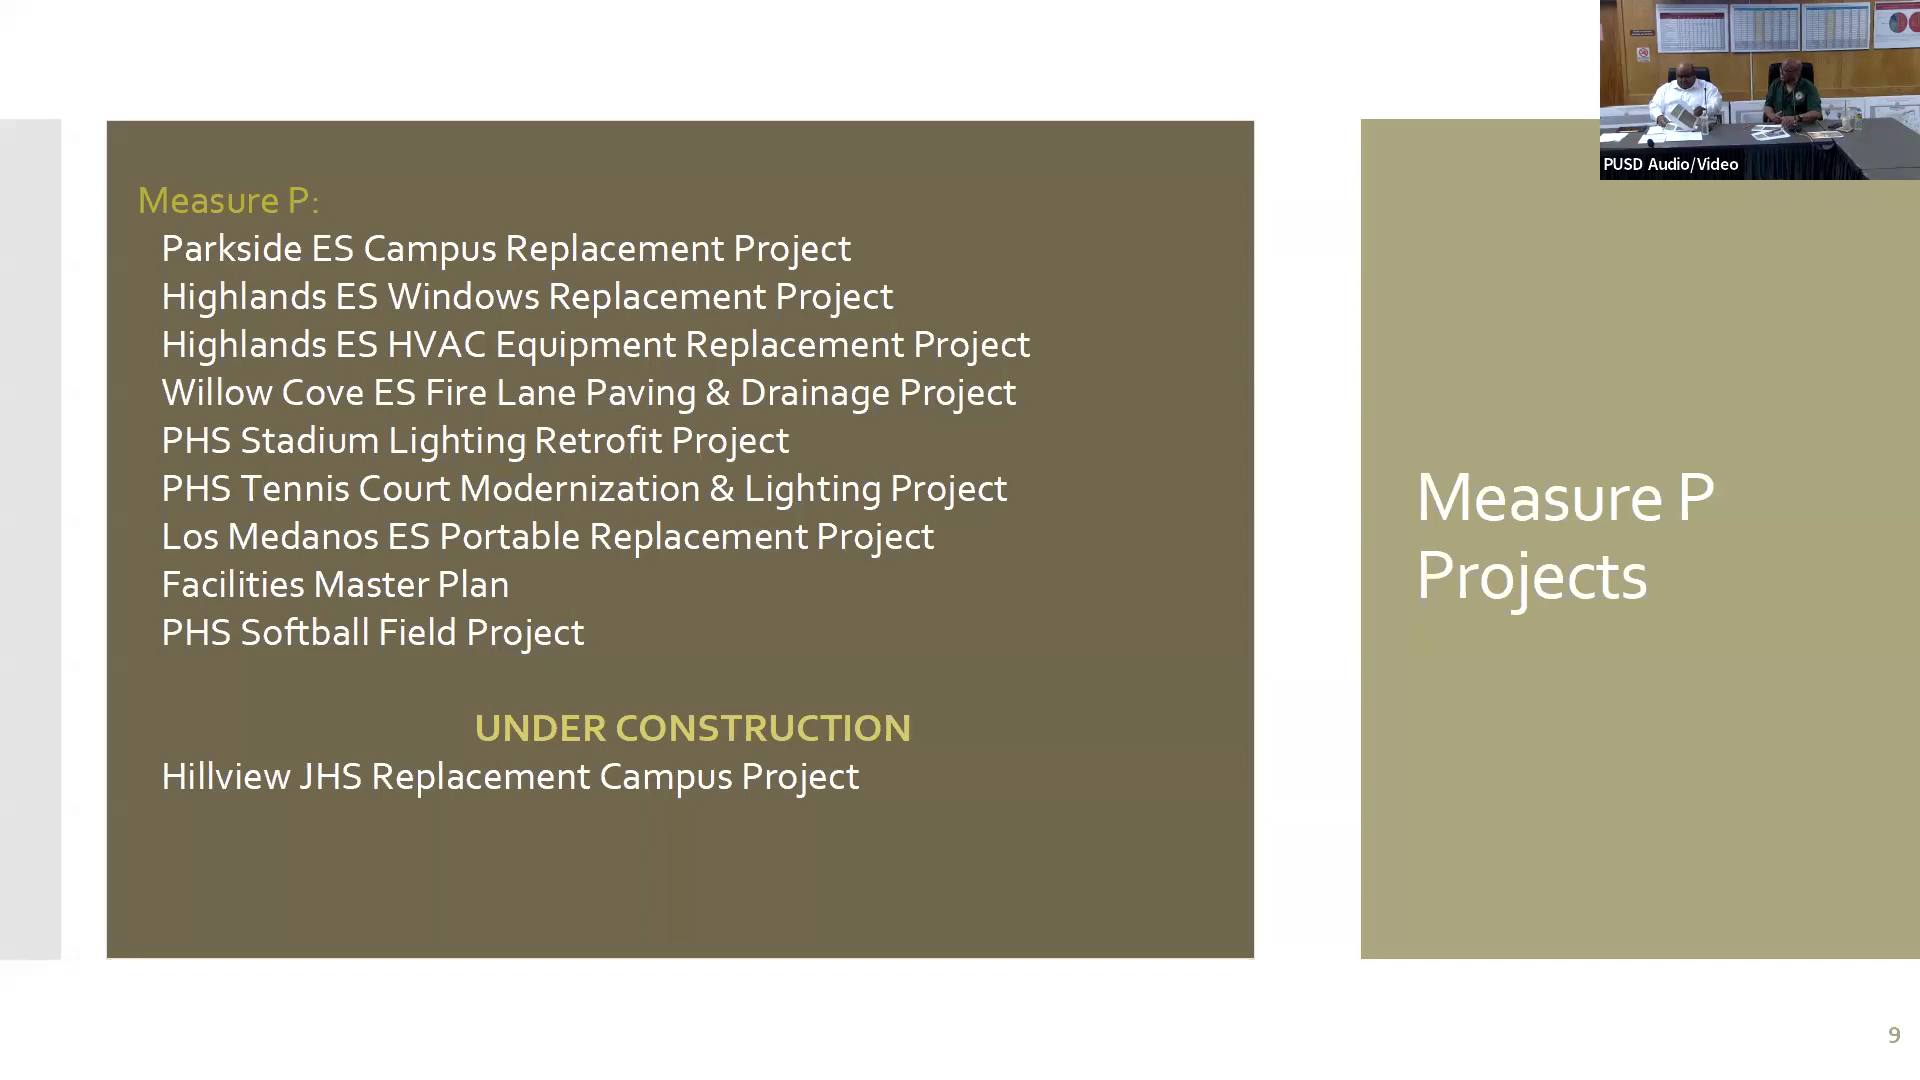 Measure P:
Parkside ES Campus Replacement Project
Highlands ES Windows Replacement Project
Highlands ES HVAC Equipment Replacement Project
Willow Cove ES Fire Lane Paving & Drainage Project
PHS Stadium Lighting Retrofit Project
PHS Tennis Court Modernization & Lighting Project
Los Medanos ES Portable Replacement Project
Facilities Master Plan
PHS Softball Field Project
UNDER CONSTRUCTION
Hillview JHS Replacement Campus Project
Measure P
Projects
PUSD Audio/Video
9